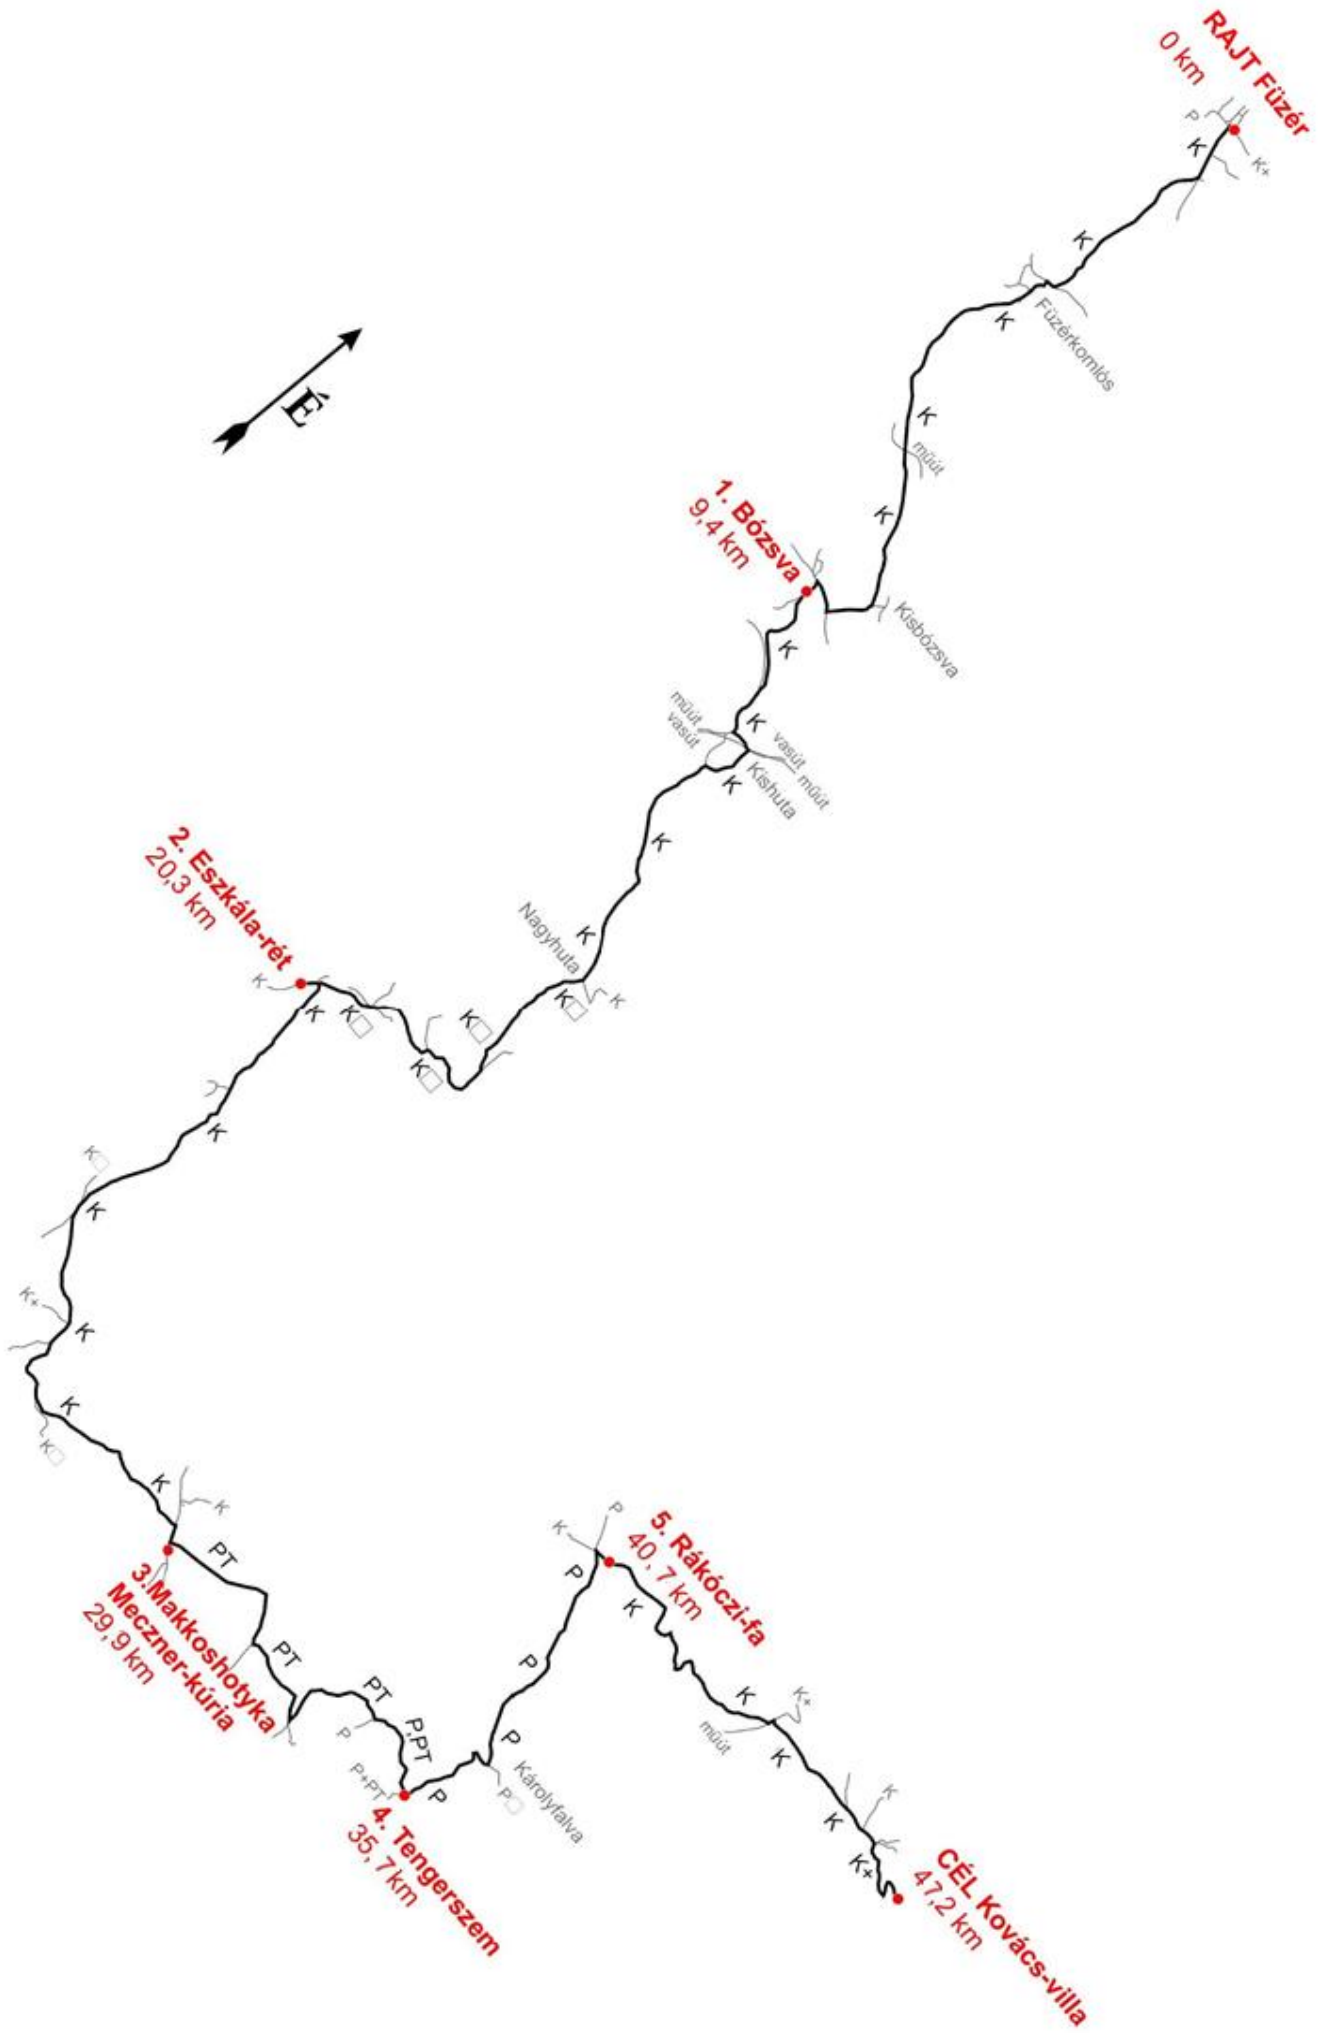 RAJT Füzér
0 km
P
K
K+
K
Füzérkomlós
K
É
K
műút
1. Bózsva
9,4 km
K
Kisbózsva
K
műút
vasút
K
vasút
műút
Kishuta
K
K
2. Eszkála-rét
20,3 km
Nagyhuta
K
K
K
K
K
K
K
K
K
K
K
K
K+
K
K
K
K
K
PT
3.Makkoshotyka
Meczner-kúria
29,9 km
PT
PT
P
P,PT
P+PT
4. Tengerszem
35,7km
P
P
P
Károlyfalva
P
P
K
P
5. Rákóczi-fa
40,7 km
K
K
K+
műút
K
K
K
K+
CÉL Kovács-villa
47,2 km